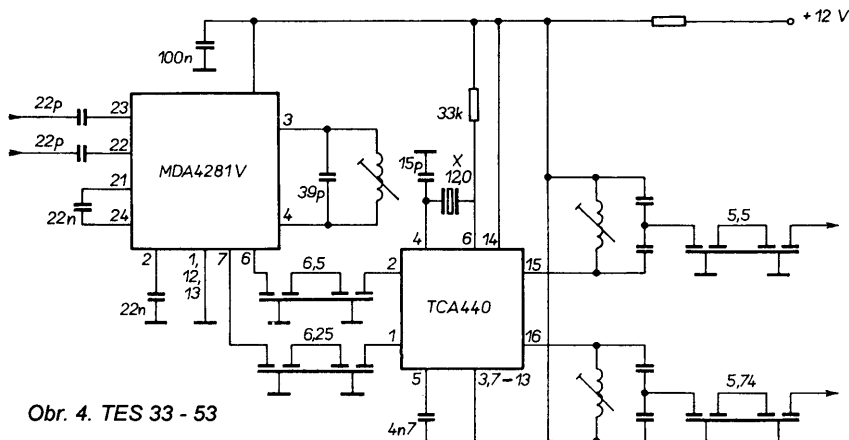 +12 V
100n
22p
23
3
33k
22p
22
MDA4281V
15p
X
12,0
21
39p
22n
24
4
4
6
14
2
1,
12,
13
7
6
6,5
2
15
5,5
22n
TCA440
6,25
1
16
5
3,7-13
5,74
4n7
Obr. 4. TES 33 - 53